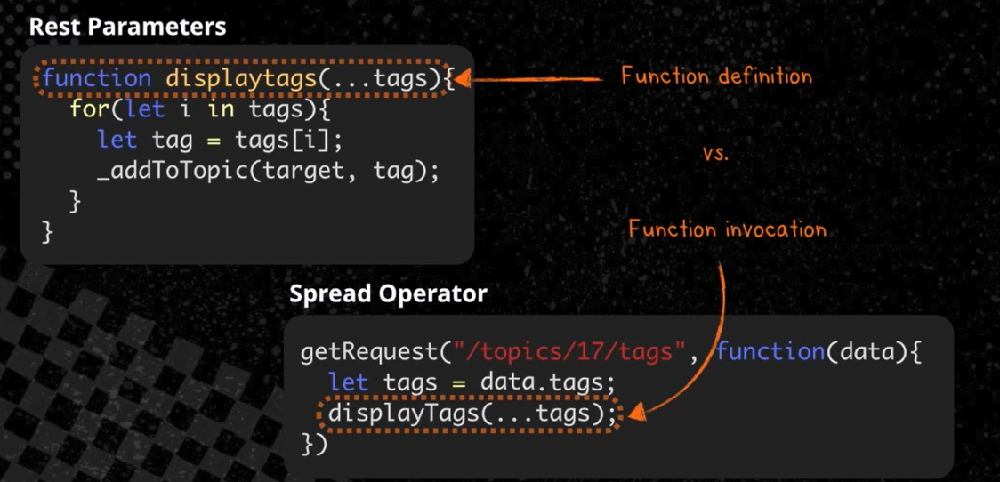 Rest Parameters
function displaytags(...tags){
for(let i in tags){
let tag = tags[i];
_addToTopic(target, tag);
}
}
Function definition
vs.
Function invocation
Spread Operator
getRequest("/topics/17/tags", function(data){
let tags = data.tags;
displayTags(...tags);
})